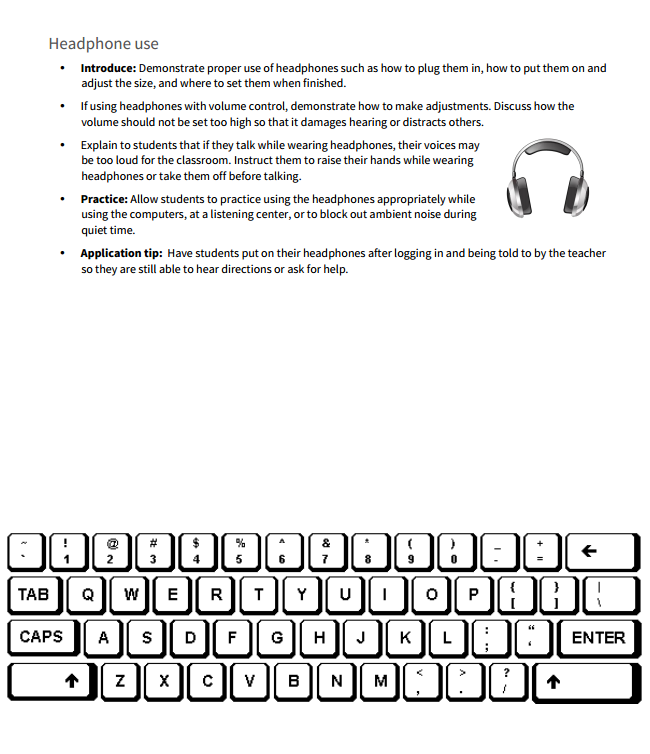 Headphone use
• Introduce: Demonstrate proper use of headphones such as how to plug them in, how to put them on and
adjust the size, and where to set them when finished.
• If using headphones with volume control, demonstrate how to make adjustments. Discuss how the
volume should not be set too high so that it damages hearing or distracts others.
• Explain to students that if they talk while wearing headphones, their voices may
be too loud for the classroom. Instruct them to raise their hands while wearing
headphones or take them off before talking.
• Practice: Allow students to practice using the headphones appropriately while
using the computers, at a listening center, or to block out ambient noise during
quiet time.
• Application tip: Have students put on their headphones after logging in and being told to by the teacher
so they are still able to hear directions or ask for help.
~ ! @ # $ % ^ & * ( ) _ +
` 1 2 3 4 5 6 7 8 9 0 - = ←
TAB Q W E R T Y U I O P { } |
[ ] \
CAPS A S D F G H J K L : “ ENTER
; ‘
↑ Z X C V B N M < > ? ↑
, . /